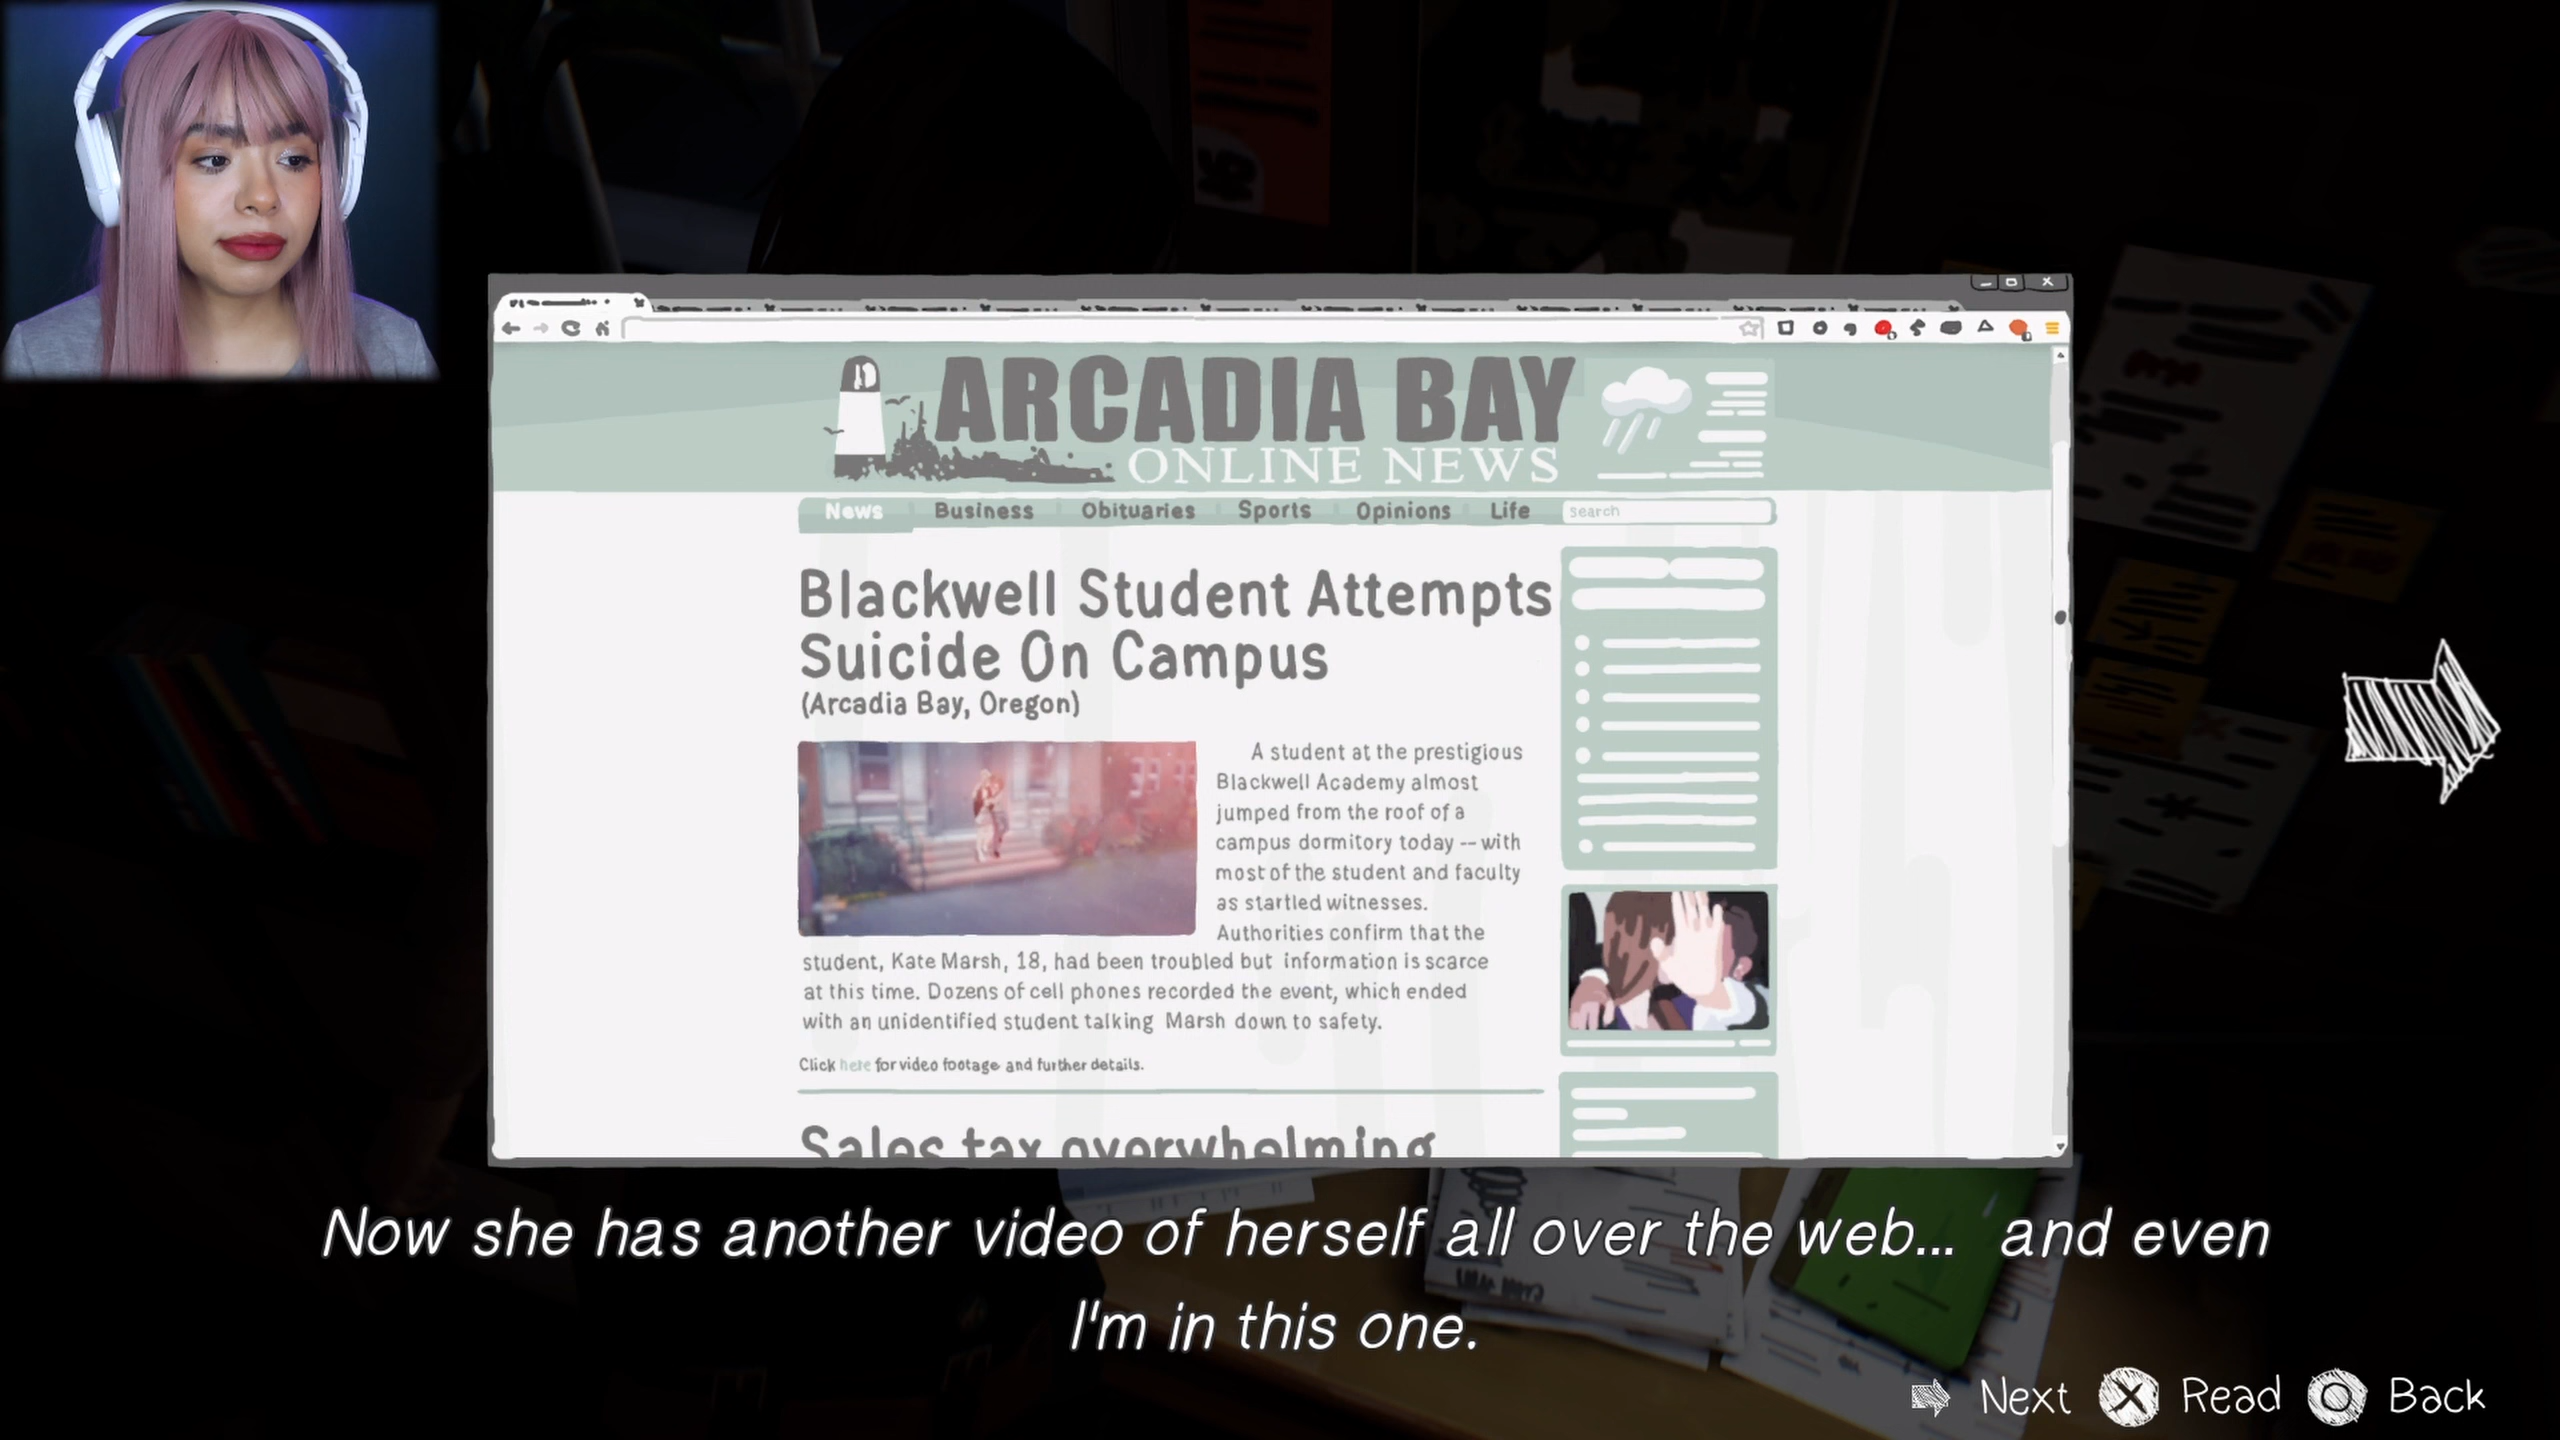 ARCADIA BAY
ONLINE NEWS
News Business Obituaries Sports Opinions Life search
Blackwell Student Attempts
Suicide On Campus
(Arcadia Bay, Oregon)
A student at the prestigious
Blackwell Academy almost
jumped from the roof of a
campus dormitory today -- with
most of the student and faculty
as startled witnesses.
Authorities confirm that the
student, Kate Marsh, 18, had been troubled but information is scarce
at this time. Dozens of cell phones recorded the event, which ended
with an unidentified student talking Marsh down to safety.
Click here for video footage and further details.
Sales tax overwhelming
Now she has another video of herself all over the web... and even
I'm in this one.
Next Read Back